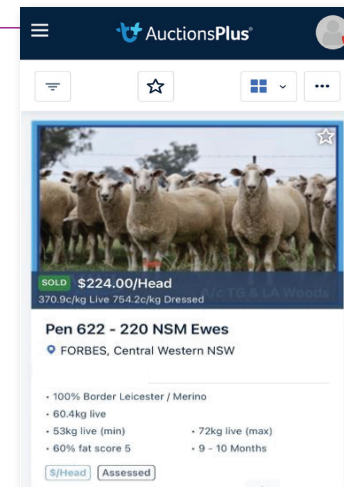 AuctionsPlus
SOLD $224.00/Head
370.9c/kg Live 754.2c/kg Dressed
A/c TG & LA Woods
Pen 622 - 220 NSM Ewes
FORBES, Central Western NSW
• 100% Border Leicester / Merino
• 60.4kg live
• 53kg live (min) • 72kg live (max)
• 60% fat score 5 • 9 - 10 Months
$/Head Assessed